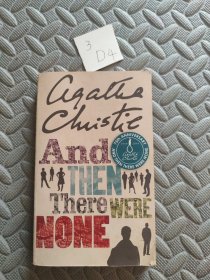 3
D4
Agatha
Christie
And
THEN
There WERE
NONE